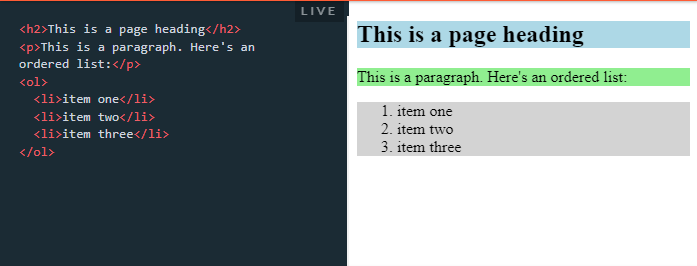 LIVE
<h2>This is a page heading</h2>
<p>This is a paragraph. Here's an
ordered list:</p>
<ol>
<li>item one</li>
<li>item two</li>
<li>item three</li>
</ol>
This is a page heading
This is a paragraph. Here's an ordered list:
1. item one
2. item two
3. item three